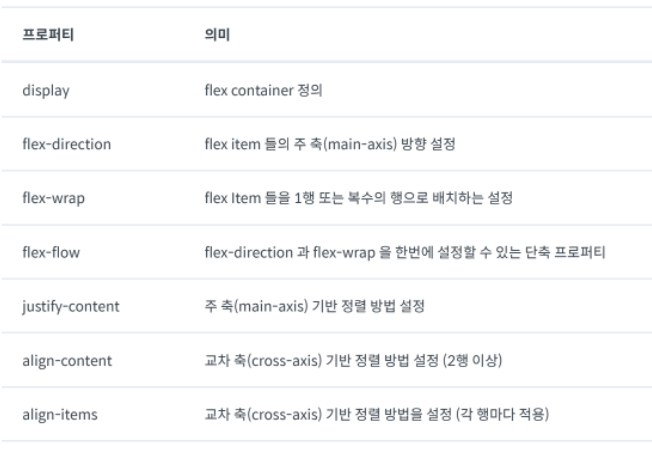 프로퍼티 의미
display flex container 정의
flex-direction flex item 들의 주 축(main-axis) 방향 설정
flex-wrap flex Item 들을 1행 또는 복수의 행으로 배치하는 설정
flex-flow flex-direction 과 flex-wrap 을 한번에 설정할 수 있는 단축 프로퍼티
justify-content 주 축(main-axis) 기반 정렬 방법 설정
align-content 교차 축(cross-axis) 기반 정렬 방법 설정 (2행 이상)
align-items 교차 축(cross-axis) 기반 정렬 방법을 설정 (각 행마다 적용)